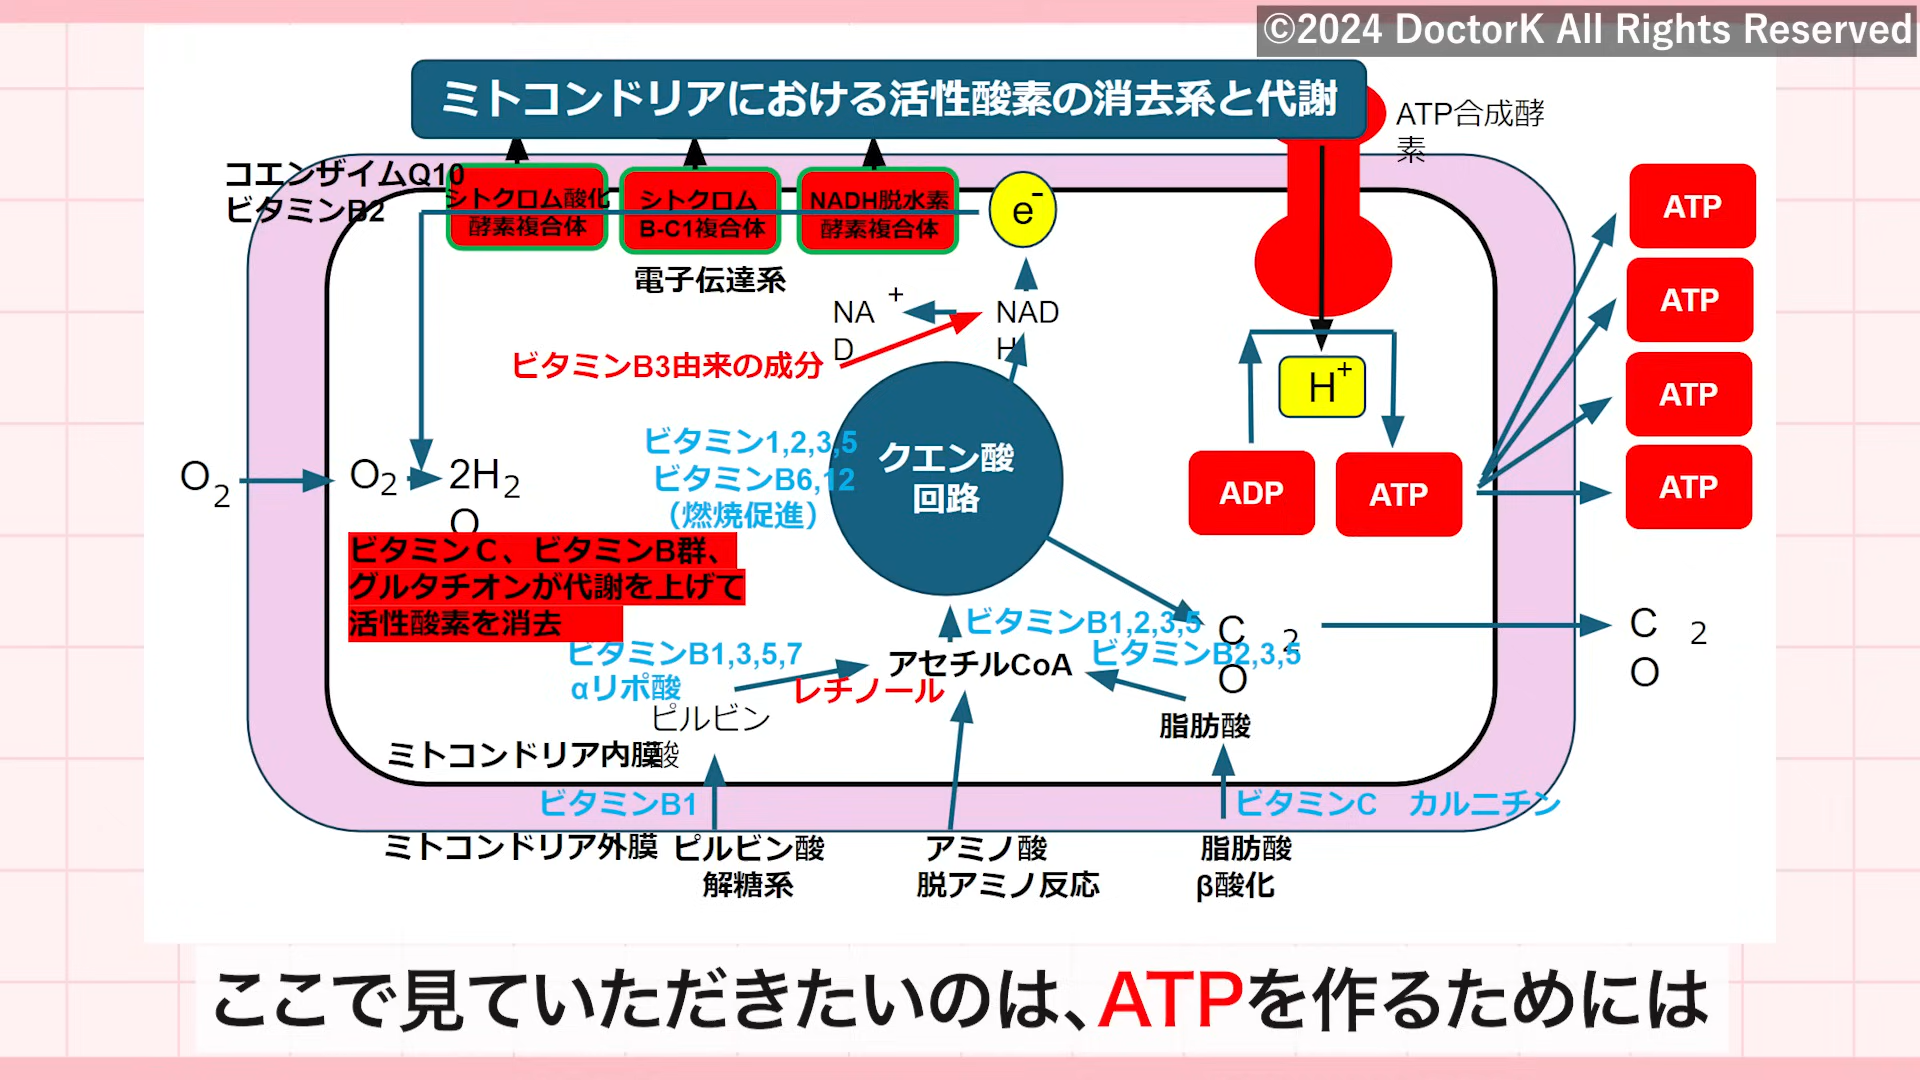 ©2024 DoctorK All Rights Reserved
ミトコンドリアにおける活性酸素の消去系と代謝
ATP合成酵
素
コエンザイムQ10
ビタミンB2
シトクロム酸化
酵素複合体
シトクロム
B-C1複合体
NADH脱水素
酵素複合体
e-
電子伝達系
NA +
D
NAD
H
ビタミンB3由来の成分
H+
ATP
ATP
ATP
ATP
ADP
ATP
ビタミン1,2,3,5
ビタミンB6,12
（燃焼促進）
クエン酸
回路
O2
O2
2H2
O
ビタミンC、ビタミンB群、
グルタチオンが代謝を上げて
活性酸素を消去
ビタミンB1,2,3,5
C 2
O
C 2
O
ビタミンB1,3,5,7
αリポ酸
アセチルCoA
ビタミンB2,3,5
レチノール
ピルビン
酸
脂肪酸
ミトコンドリア内膜
ビタミンB1
ビタミンC カルニチン
ミトコンドリア外膜
ピルビン酸
解糖系
アミノ酸
脱アミノ反応
脂肪酸
β酸化
ここで見ていただきたいのは、ATPを作るためには